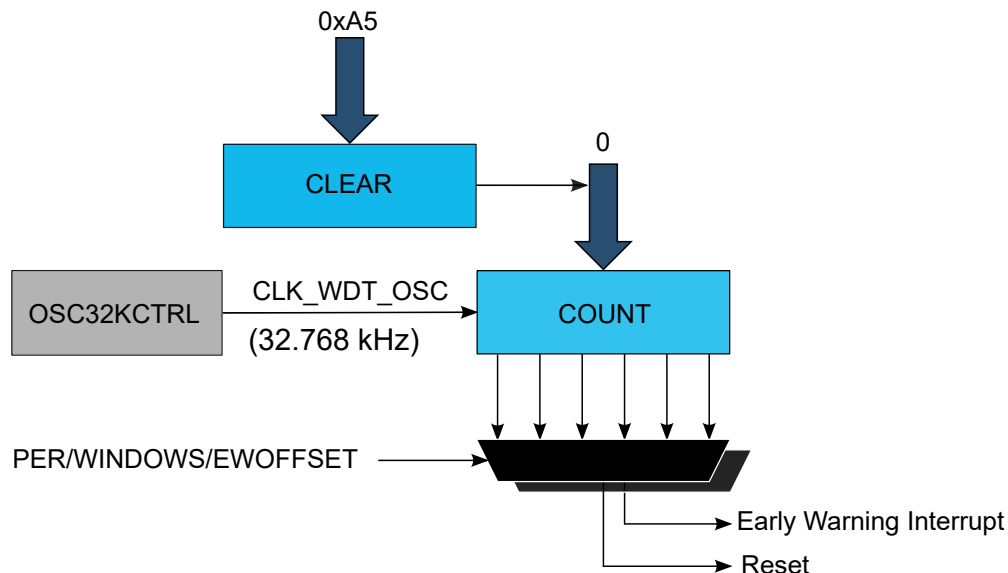 0xA5
0
CLEAR
OSC32KCTRL
CLK_WDT_OSC
(32.768 kHz)
COUNT
PER/WINDOWS/EWOFFSET
Early Warning Interrupt
Reset